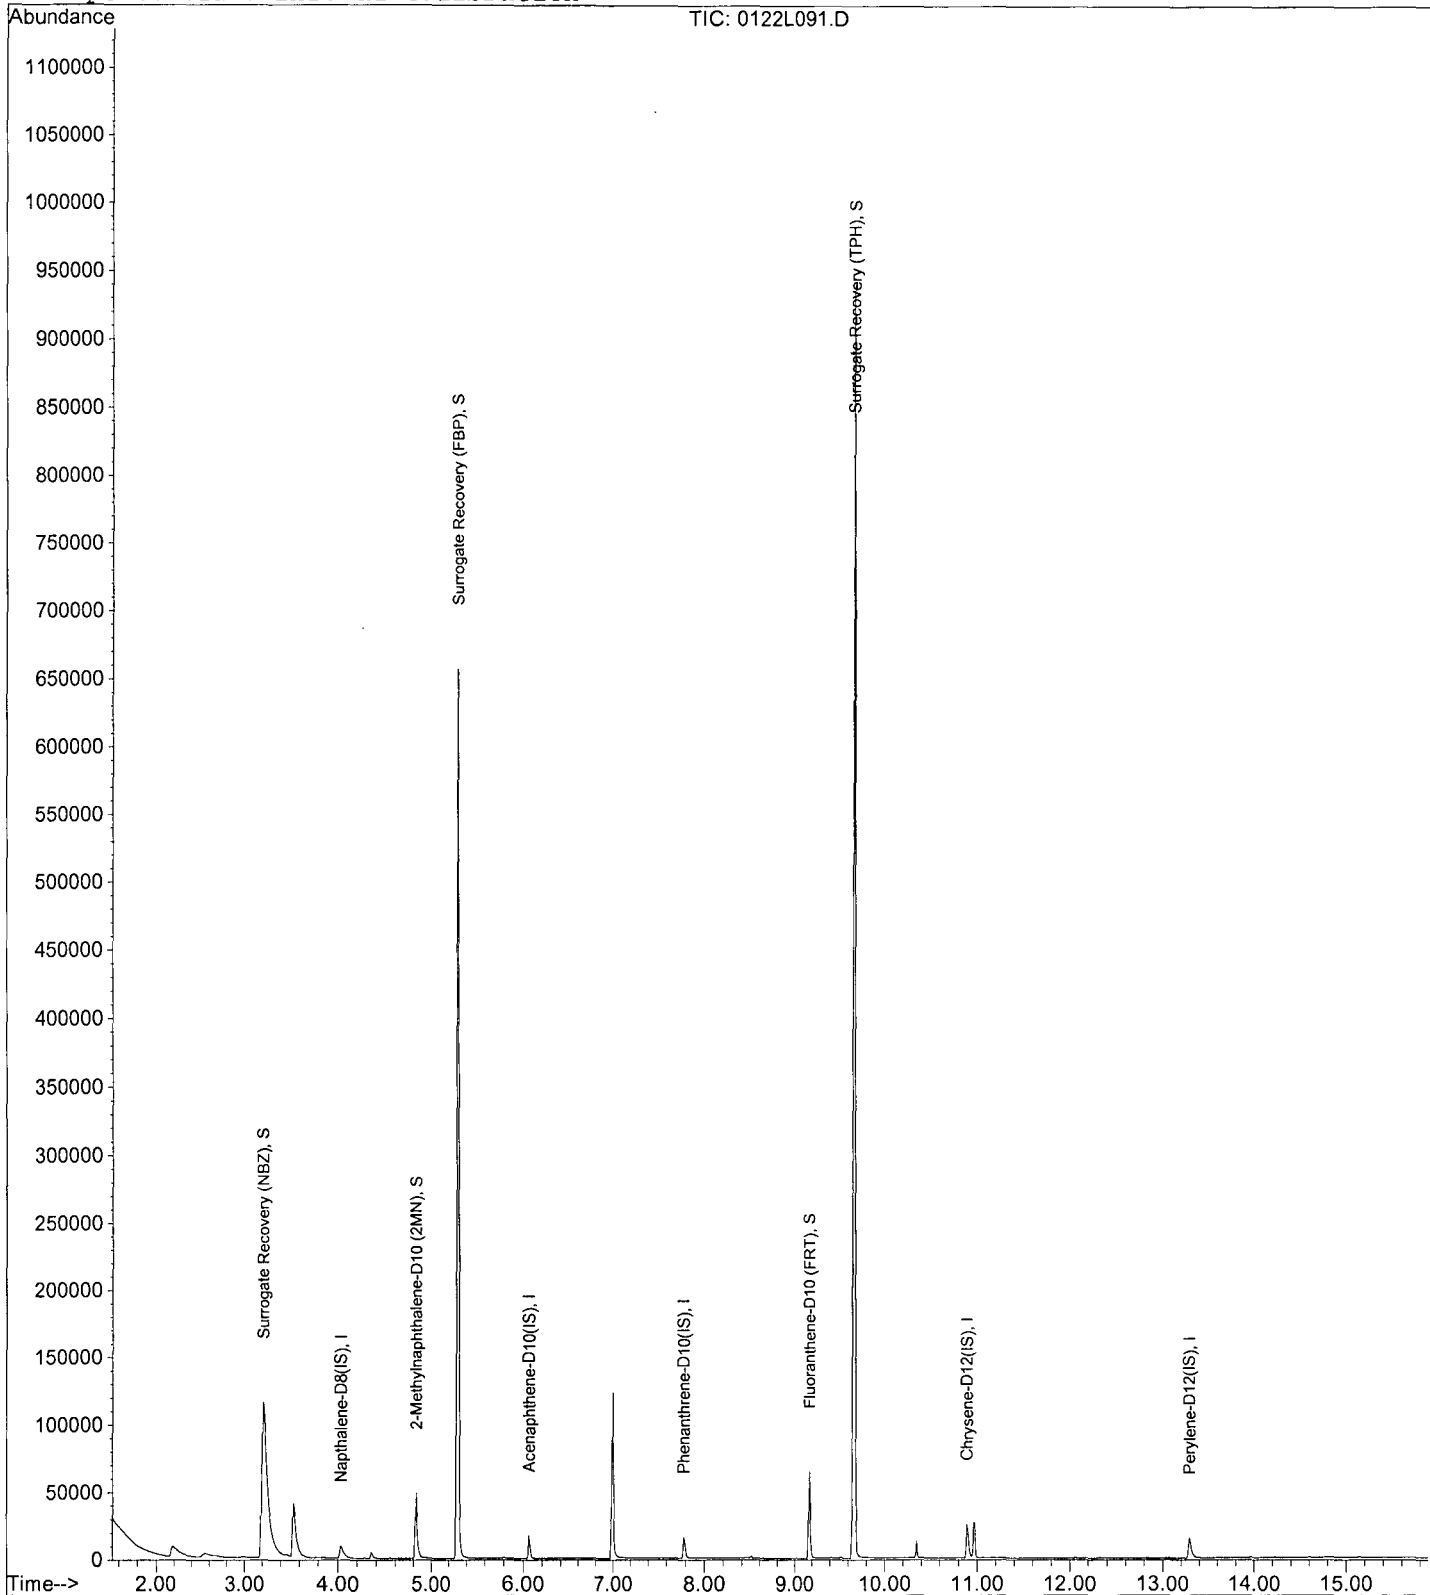 Abundance
TIC: 0122L091.D
1100000
1050000
1000000
950000
900000
850000
800000
750000
700000
650000
600000
550000
500000
450000
400000
350000
300000
250000
200000
150000
100000
50000
0
Surrogate Recovery (NBZ), S
Napthalene-D8(IS), I
2-Methylnaphthalene-D10 (2MN), S
Surrogate Recovery (FBP), S
Acenaphthene-D10(IS), I
Phenanthrene-D10(IS), I
Fluoranthene-D10 (FRT), S
Surrogate Recovery (TPH), S
Chrysene-D12(IS), I
Perylene-D12(IS), I
Time--> 2.00 3.00 4.00 5.00 6.00 7.00 8.00 9.00 10.00 11.00 12.00 13.00 14.00 15.00